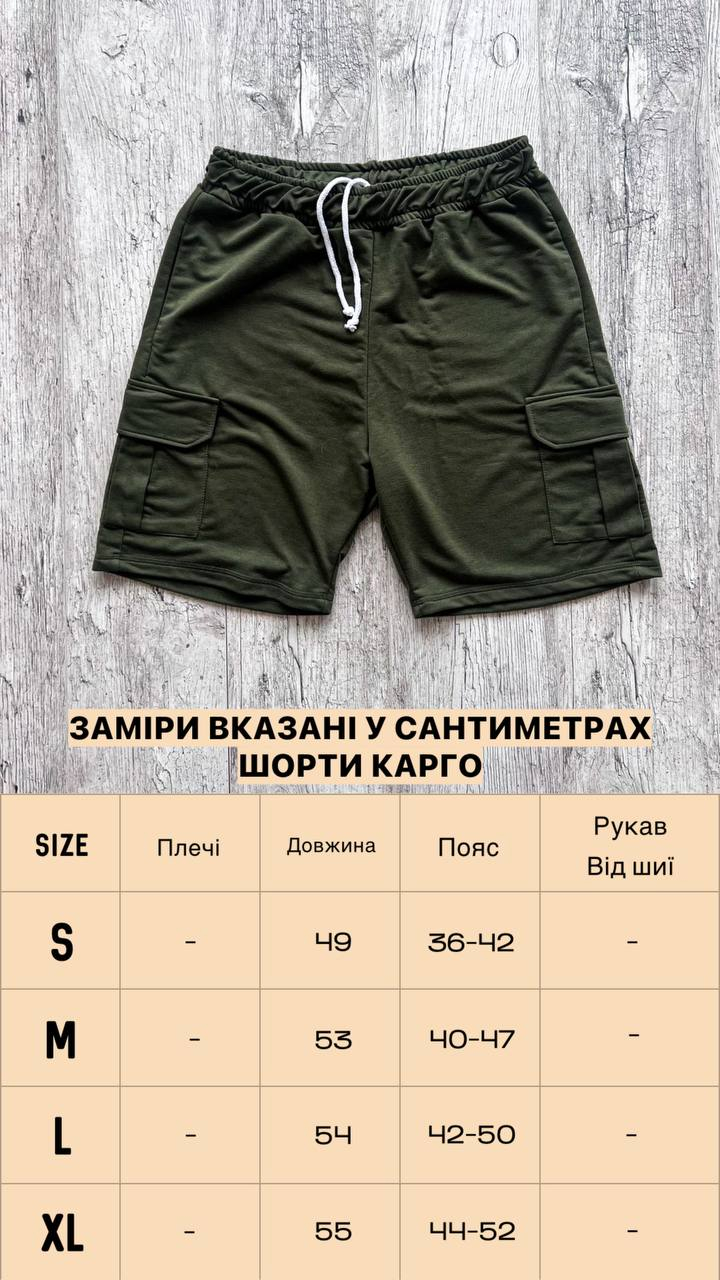 ЗАМІРИ ВКАЗАНІ У САНТИМЕТРАХ
ШОРТИ КАРГО
SIZE Плечі Довжина Пояс Рукав
Від шиї
S - 49 36-42 -
M - 53 40-47 -
L - 54 42-50 -
XL - 55 44-52 -